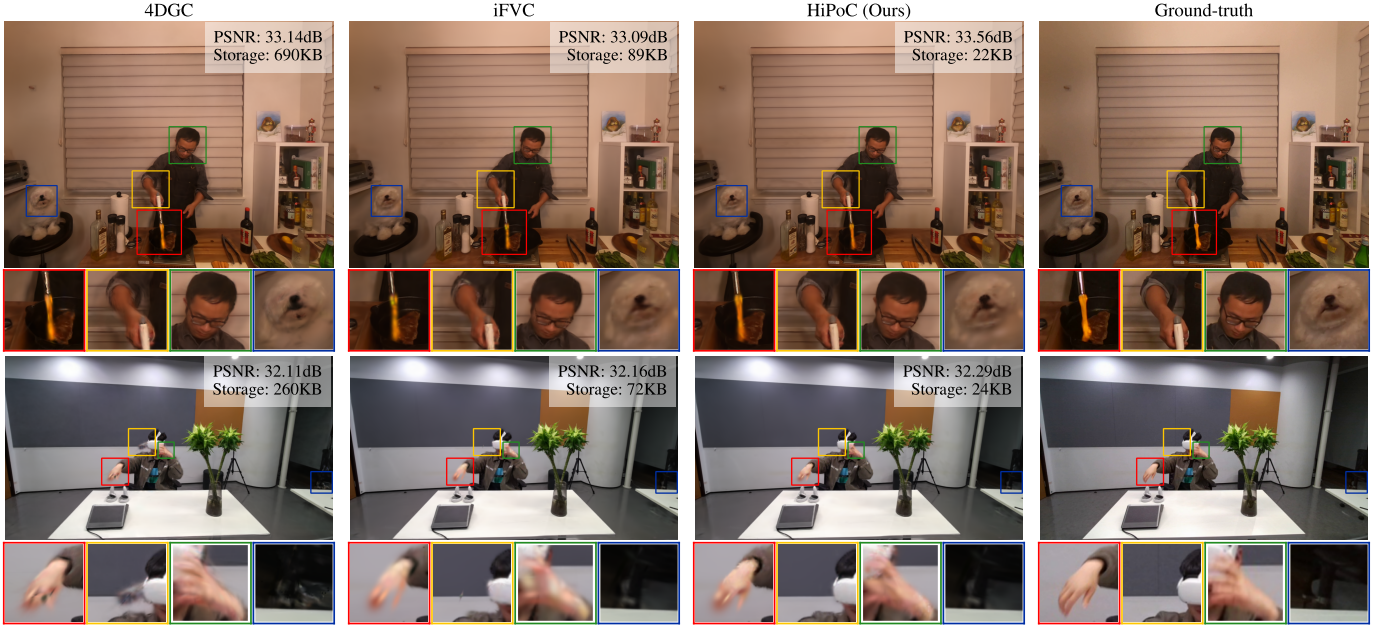 4DGC
iFVC
HiPoC (Ours)
Ground-truth
PSNR: 33.14dB
Storage: 690KB
PSNR: 33.09dB
Storage: 89KB
PSNR: 33.56dB
Storage: 22KB
PSNR: 32.11dB
Storage: 260KB
PSNR: 32.16dB
Storage: 72KB
PSNR: 32.29dB
Storage: 24KB